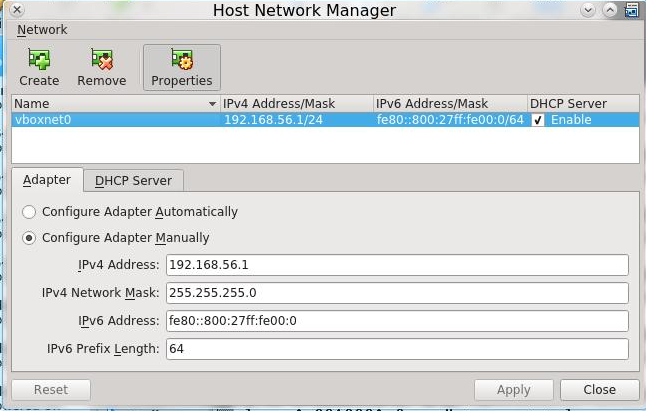 Host Network Manager
Network
Create Remove Properties
Name IPv4 Address/Mask IPv6 Address/Mask DHCP Server
vboxnet0 192.168.56.1/24 fe80::800:27ff:fe00:0/64 Enable
Adapter DHCP Server
Configure Adapter Automatically
Configure Adapter Manually
IPv4 Address: 192.168.56.1
IPv4 Network Mask: 255.255.255.0
IPv6 Address: fe80::800:27ff:fe00:0
IPv6 Prefix Length: 64
Reset Apply Close